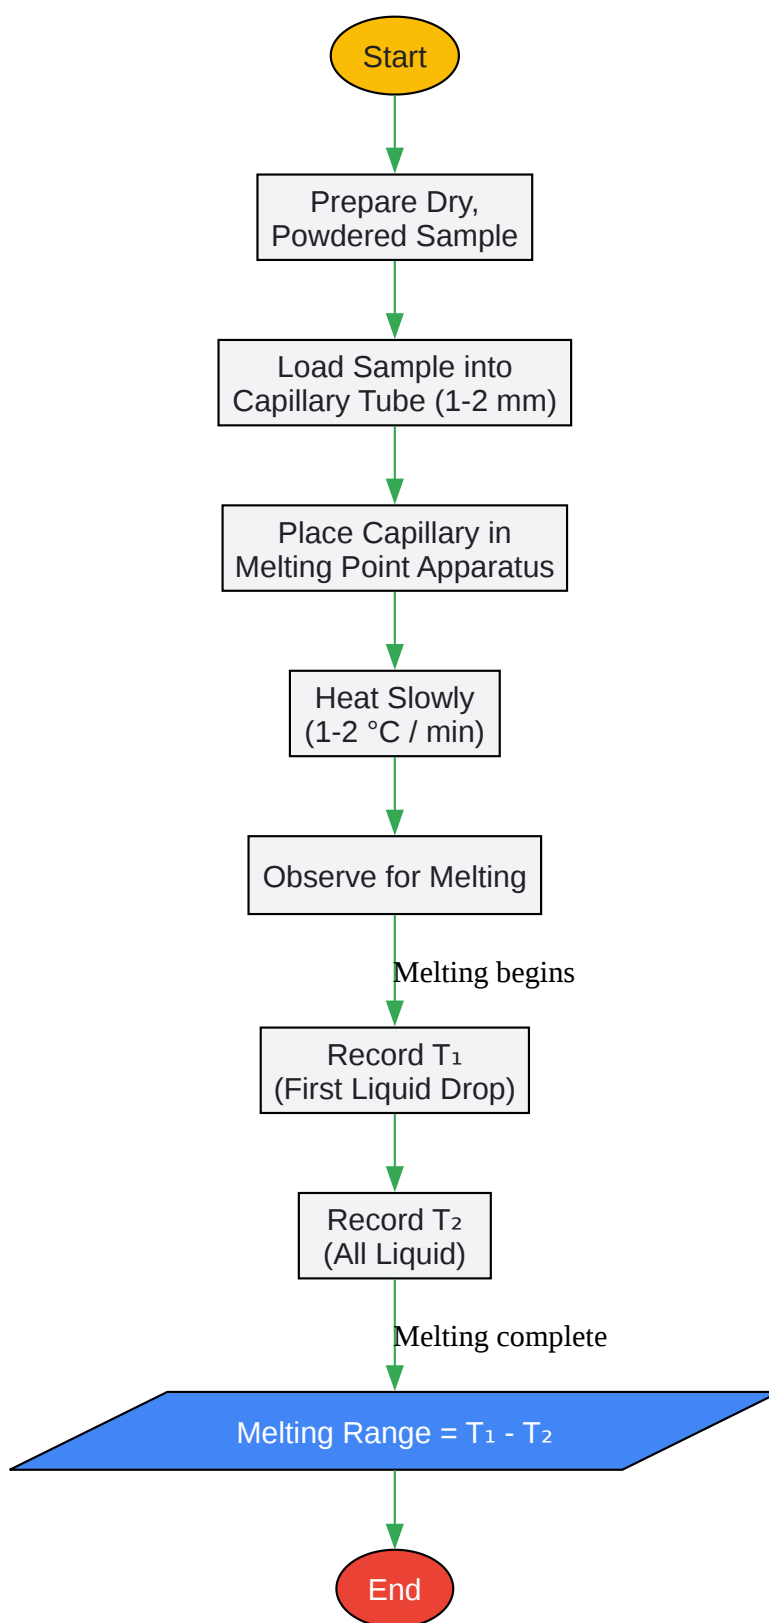 Start
Prepare Dry,
Powdered Sample
Load Sample into
Capillary Tube (1-2 mm)
Place Capillary in
Melting Point Apparatus
Heat Slowly
(1-2 °C / min)
Observe for Melting
Melting begins
Record T₁
(First Liquid Drop)
Record T₂
(All Liquid)
Melting complete
Melting Range = T₁ - T₂
End